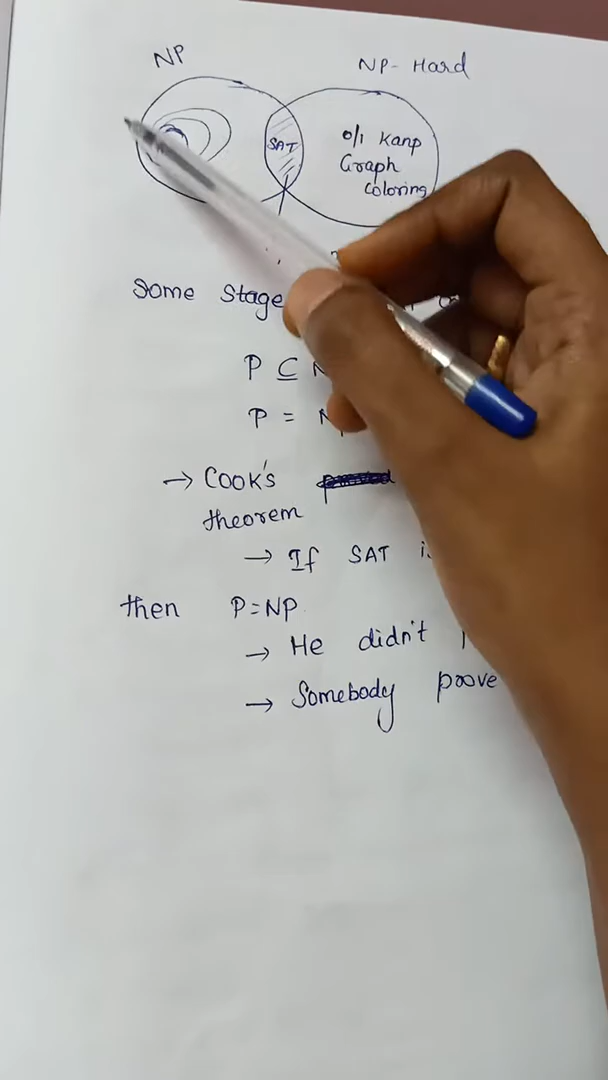 NP
NP- Hard
SAT
0/1 Kanp
Graph
Coloring
Some stage
P ⊆
P =
→ Cook's
theorem
→ If SAT
then P=NP
→ He didn't
→ Somebody proove